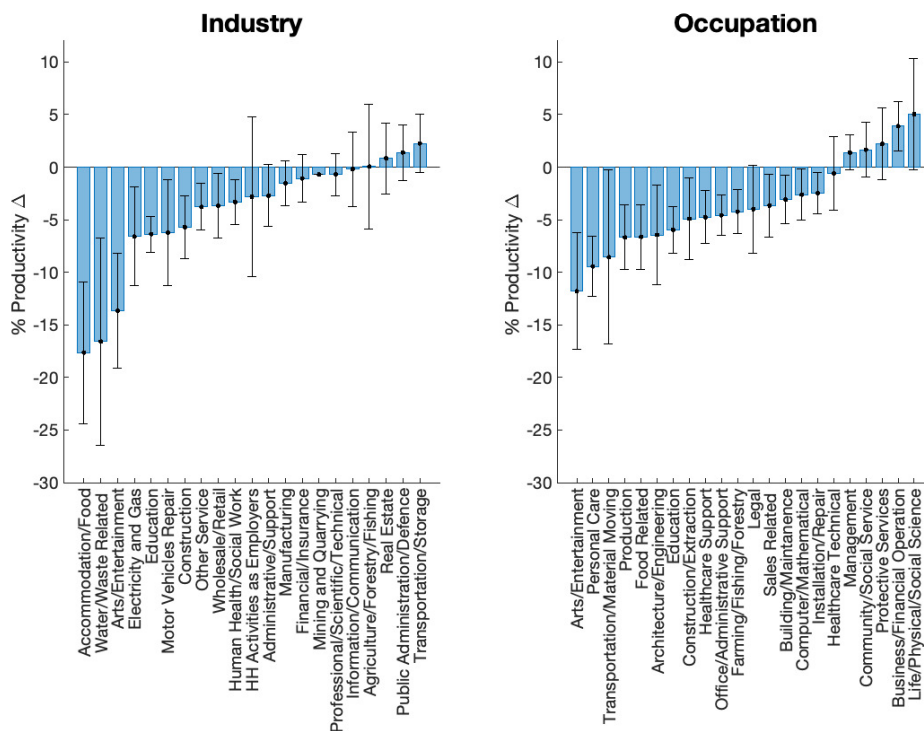 Industry
% Productivity Δ
10
5
0
-5
-10
-15
-20
-25
-30
Accommodation/Food
Water/Waste Related
Arts/Entertainment
Electricity and Gas
Education
Motor Vehicles Repair
Construction
Other Service
Wholesale/Retail
Human Health/Social Work
HH Activities as Employers
Administrative/Support
Manufacturing
Financial/Insurance
Mining and Quarrying
Professional/Scientific/Technical
Information/Communication
Agriculture/Forestry/Fishing
Real Estate
Public Administration/Defence
Transportation/Storage
Occupation
% Productivity Δ
10
5
0
-5
-10
-15
-20
-25
-30
Arts/Entertainment
Personal Care
Transportation/Material Moving
Production
Food Related
Architecture/Engineering
Education
Construction/Extraction
Healthcare Support
Office/Administrative Support
Farming/Fishing/Forestry
Legal
Sales Related
Building/Maintanence
Computer/Mathematical
Installation/Repair
Healthcare Technical
Management
Community/Social Service
Protective Services
Business/Financial Operation
Life/Physical/Social Science